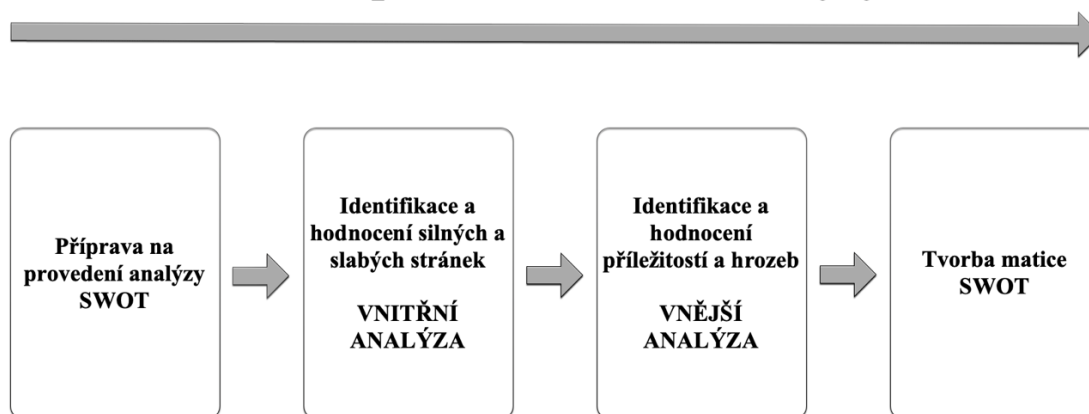 Příprava na
provedení analýzy
SWOT
Identifikace a
hodnocení silných a
slabých stránek
VNITŘNÍ
ANALÝZA
Identifikace a
hodnocení
příležitostí a hrozeb
VNĚJŠÍ
ANALÝZA
Tvorba matice
SWOT